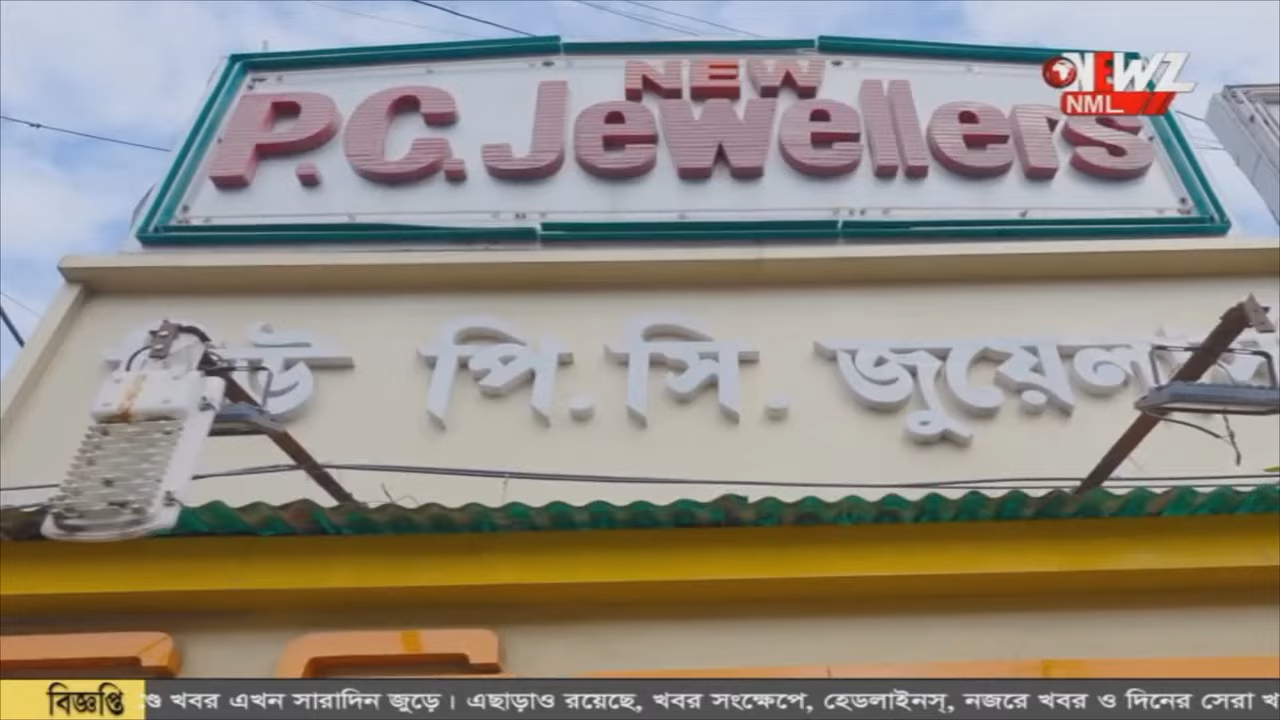 NEW
P.C. Jewellers
NEWZ
NML
উ পি.সি. জুয়েল
বিজ্ঞপ্তি
খবর এখন সারাদিন জুড়ে। এছাড়াও রয়েছে, খবর সংক্ষেপে, হেডলাইনস্, নজরে খবর ও দিনের সেরা